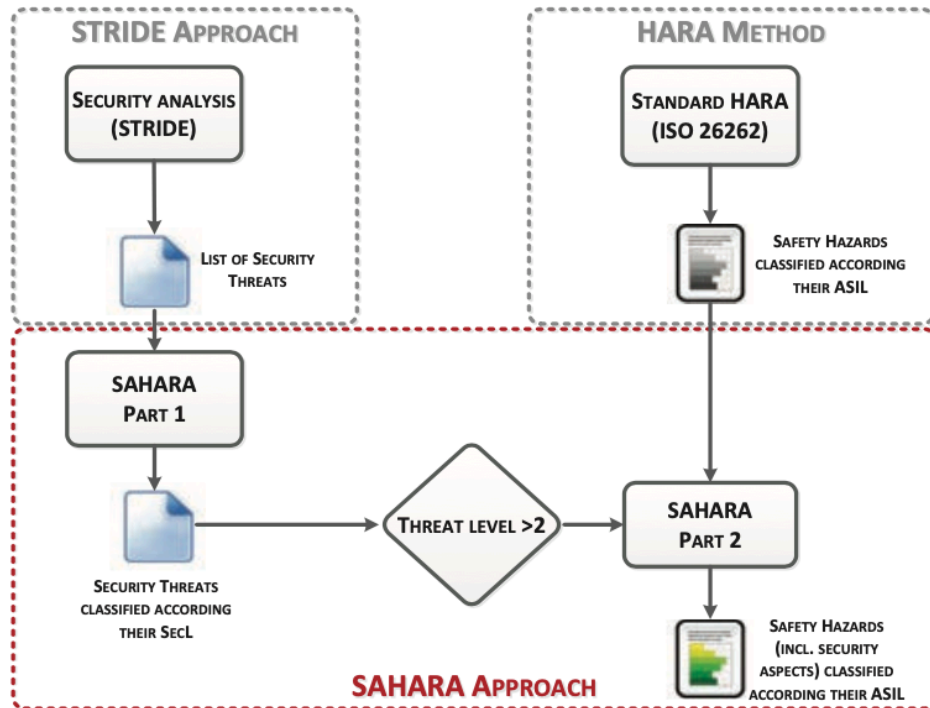 STRIDE APPROACH
HARA METHOD
SECURITY ANALYSIS
(STRIDE)
STANDARD HARA
(ISO 26262)
LIST OF SECURITY
THREATS
SAFETY HAZARDS
CLASSIFIED ACCORDING
THEIR ASIL
SAHARA
PART 1
THREAT LEVEL >2
SAHARA
PART 2
SECURITY THREATS
CLASSIFIED ACCORDING
THEIR SECL
SAFETY HAZARDS
(INCL. SECURITY
ASPECTS) CLASSIFIED
ACCORDING THEIR ASIL
SAHARA APPROACH